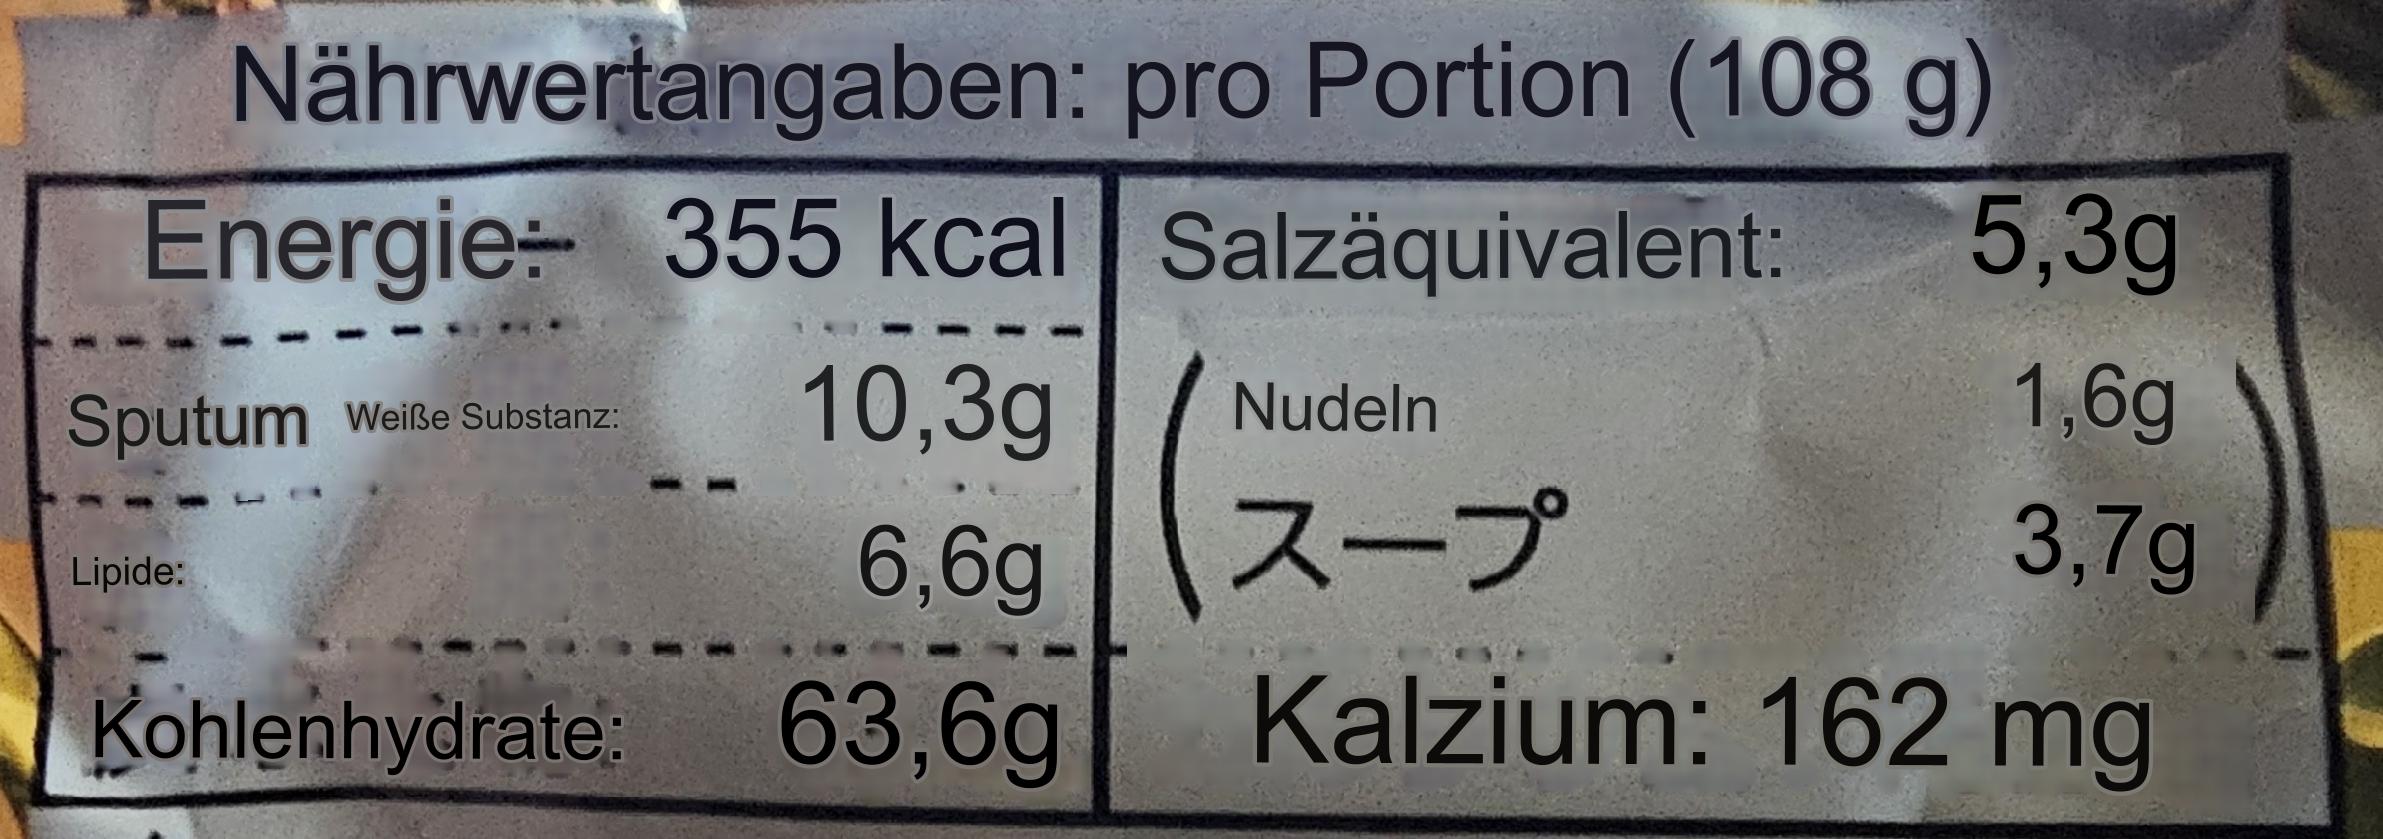 Nährwertangaben: pro Portion (108 g)
Energie: 355 kcal
Sputum Weiße Substanz: 10,3g
Lipide: 6,6g
Kohlenhydrate: 63,6g
Salzäquivalent: 5,3g
( Nudeln 1,6g
スープ 3,7g )
Kalzium: 162 mg